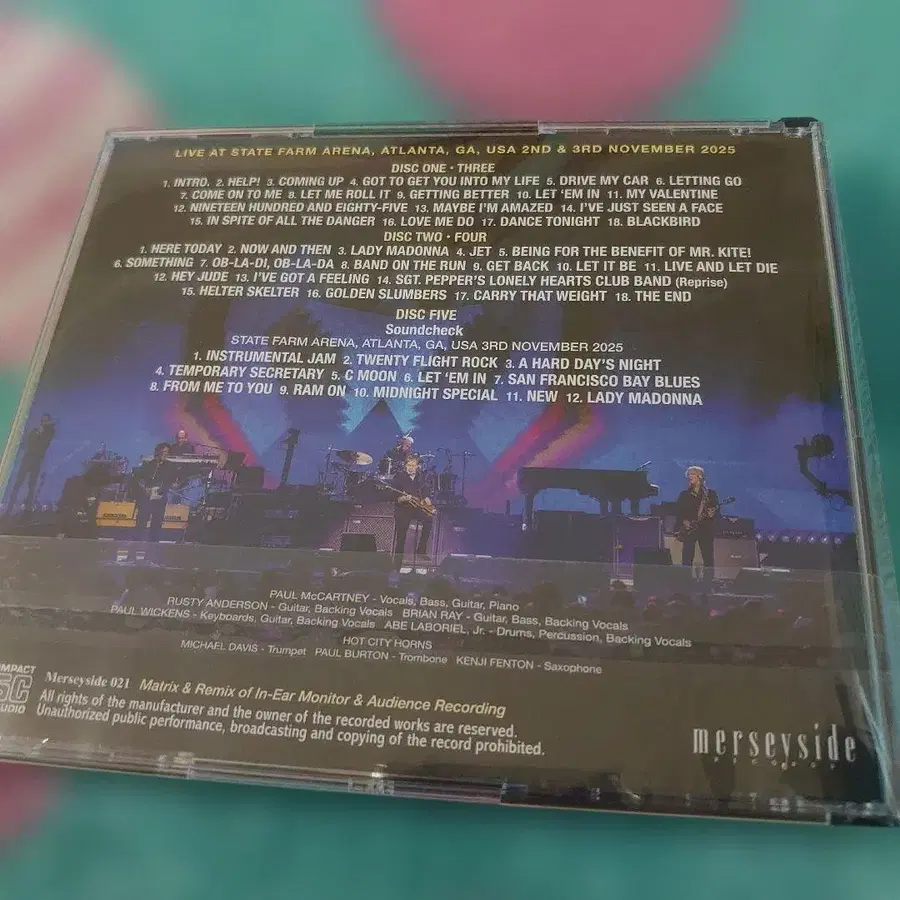 LIVE AT STATE FARM ARENA, ATLANTA, GA, USA 2ND & 3RD NOVEMBER 2025
DISC ONE・THREE
1. INTRO. 2. HELP! 3. COMING UP 4. GOT TO GET YOU INTO MY LIFE 5. DRIVE MY CAR 6. LETTING GO
7. COME ON TO ME 8. LET ME ROLL IT 9. GETTING BETTER 10. LET 'EM IN 11. MY VALENTINE
12. NINETEEN HUNDRED AND EIGHTY-FIVE 13. MAYBE I'M AMAZED 14. I'VE JUST SEEN A FACE
15. IN SPITE OF ALL THE DANGER 16. LOVE ME DO 17. DANCE TONIGHT 18. BLACKBIRD
DISC TWO・FOUR
1. HERE TODAY 2. NOW AND THEN 3. LADY MADONNA 4. JET 5. BEING FOR THE BENEFIT OF MR. KITE!
6. SOMETHING 7. OB-LA-DI, OB-LA-DA 8. BAND ON THE RUN 9. GET BACK 10. LET IT BE 11. LIVE AND LET DIE
12. HEY JUDE 13. I'VE GOT A FEELING 14. SGT. PEPPER'S LONELY HEARTS CLUB BAND (Reprise)
15. HELTER SKELTER 16. GOLDEN SLUMBERS 17. CARRY THAT WEIGHT 18. THE END
DISC FIVE
Soundcheck
STATE FARM ARENA, ATLANTA, GA, USA 3RD NOVEMBER 2025
1. INSTRUMENTAL JAM 2. TWENTY FLIGHT ROCK 3. A HARD DAY'S NIGHT
4. TEMPORARY SECRETARY 5. C MOON 6. LET 'EM IN 7. SAN FRANCISCO BAY BLUES
8. FROM ME TO YOU 9. RAM ON 10. MIDNIGHT SPECIAL 11. NEW 12. LADY MADONNA
PAUL McCARTNEY - Vocals, Bass, Guitar, Piano
RUSTY ANDERSON - Guitar, Backing Vocals BRIAN RAY - Guitar, Bass, Backing Vocals
PAUL WICKENS - Keyboards, Guitar, Backing Vocals ABE LABORIEL, Jr. - Drums, Percussion, Backing Vocals
HOT CITY HORNS
MICHAEL DAVIS - Trumpet PAUL BURTON - Trombone KENJI FENTON - Saxophone
Merseyside 021 Matrix & Remix of In-Ear Monitor & Audience Recording
All rights of the manufacturer and the owner of the recorded works are reserved.
Unauthorized public performance, broadcasting and copying of the record prohibited.
merseyside